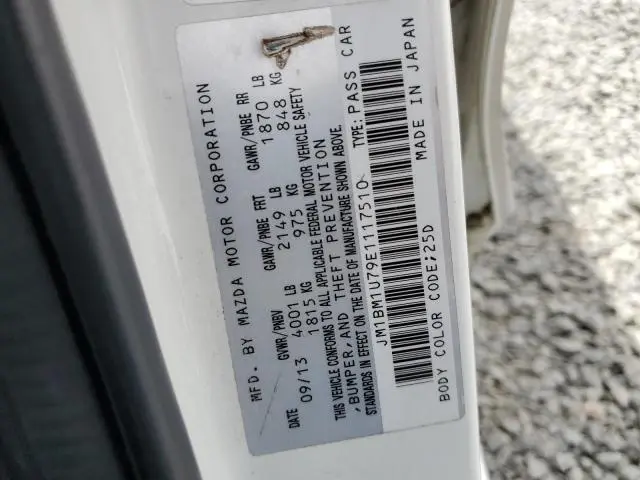 MFD. BY MAZDA MOTOR CORPORATION
GVWR/PNBV GAWR/PNBE FRT GAWR/PNBE RR
DATE 4001 LB 2149 LB 1870 LB
09/13 1815 KG 975 KG 848 KG
THIS VEHICLE CONFORMS TO ALL APPLICABLE FEDERAL MOTOR VEHICLE SAFETY
,BUMPER,AND THEFT PREVENTION
STANDARDS IN EFFECT ON THE DATE OF MANUFACTURE SHOWN ABOVE.
JM1BM1U79E1117510 TYPE: PASS CAR
BODY COLOR CODE;25D MADE IN JAPAN